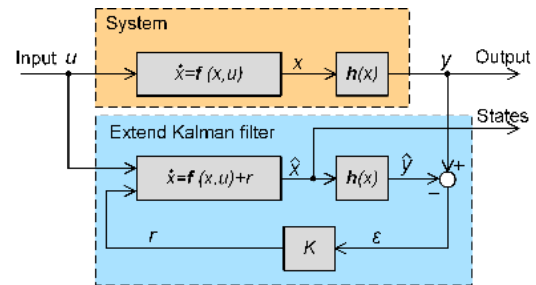 System
Input u
ẋ=f (x,u)
x
h(x)
y
Output
States
Extend Kalman filter
ẋ=f (x,u)+r
x̂
h(x)
ŷ
+
−
r
K
ε